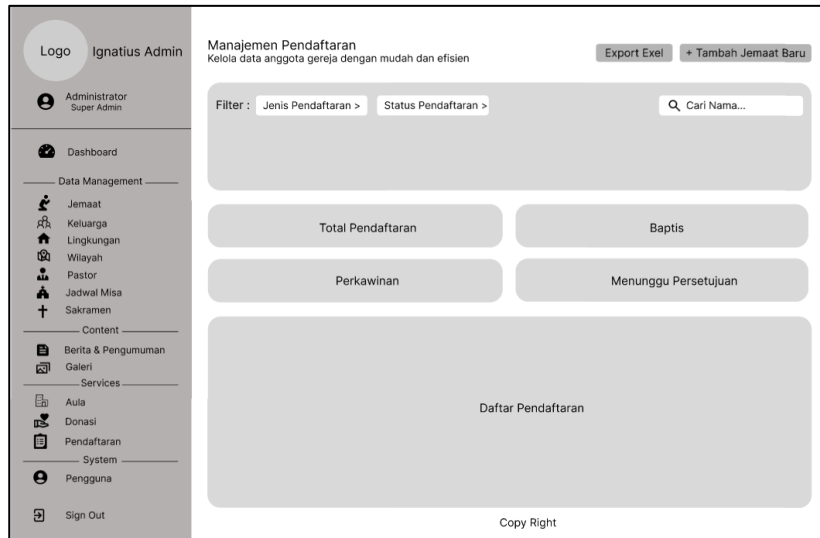 Logo
Ignatius Admin
Administrator
Super Admin
Dashboard
Data Management
Jemaat
Keluarga
Lingkungan
Wilayah
Pastor
Jadwal Misa
Sakramen
Content
Berita & Pengumuman
Galeri
Services
Aula
Donasi
Pendaftaran
System
Pengguna
Sign Out
Manajemen Pendaftaran
Kelola data anggota gereja dengan mudah dan efisien
Export Exel
+ Tambah Jemaat Baru
Filter :
Jenis Pendaftaran >
Status Pendaftaran >
Cari Nama...
Total Pendaftaran
Baptis
Perkawinan
Menunggu Persetujuan
Daftar Pendaftaran
Copy Right